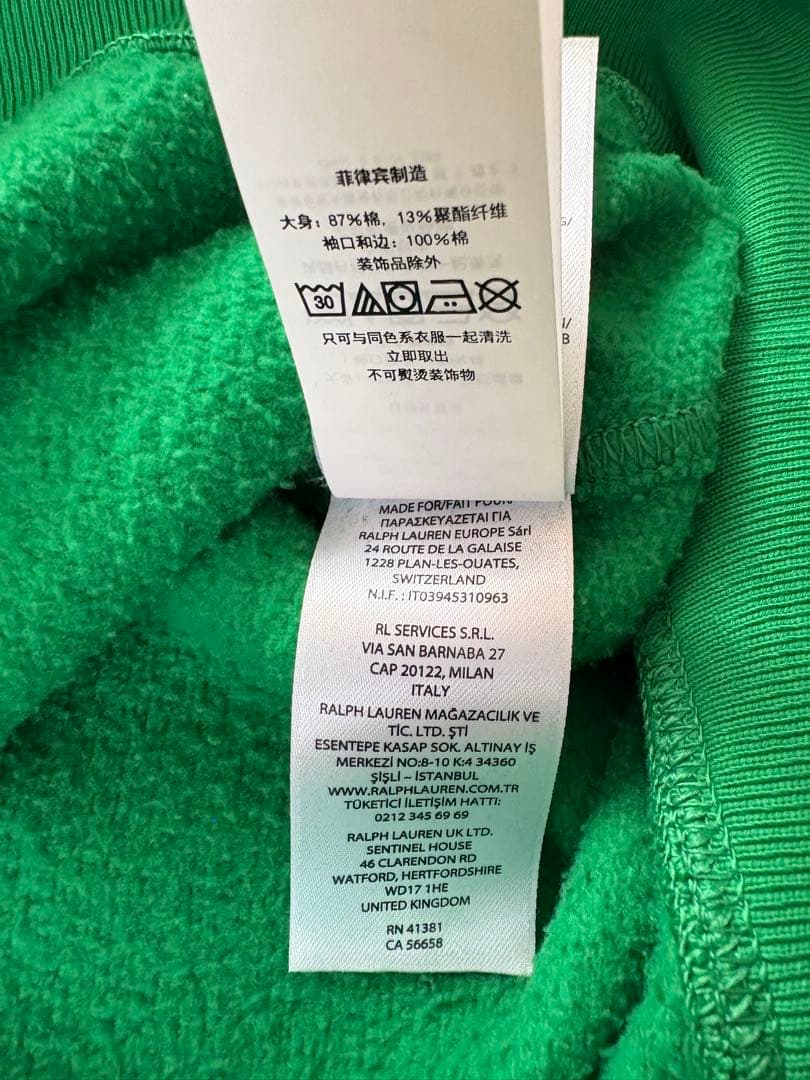 菲律宾制造
大身: 87%棉, 13%聚酯纤维
袖口和边: 100%棉
装饰品除外
30
只可与同色系衣服一起清洗
立即取出
不可熨烫装饰物
G/
I/
B
MADE FOR/FAIT POUR
ΠΑΡΑΣΚΕΥΑΖΕΤΑΙ ΓΙΑ
RALPH LAUREN EUROPE Sárl
24 ROUTE DE LA GALAISE
1228 PLAN-LES-OUATES,
SWITZERLAND
N.I.F. : IT03945310963
RL SERVICES S.R.L.
VIA SAN BARNABA 27
CAP 20122, MILAN
ITALY
RALPH LAUREN MAĞAZACILIK VE
TİC. LTD. ŞTİ
ESENTEPE KASAP SOK. ALTINAY İŞ
MERKEZİ NO:8-10 K:4 34360
ŞİŞLİ – İSTANBUL
WWW.RALPHLAUREN.COM.TR
TÜKETİCİ İLETİŞİM HATTI:
0212 345 69 69
RALPH LAUREN UK LTD.
SENTINEL HOUSE
46 CLARENDON RD
WATFORD, HERTFORDSHIRE
WD17 1HE
UNITED KINGDOM
RN 41381
CA 56658